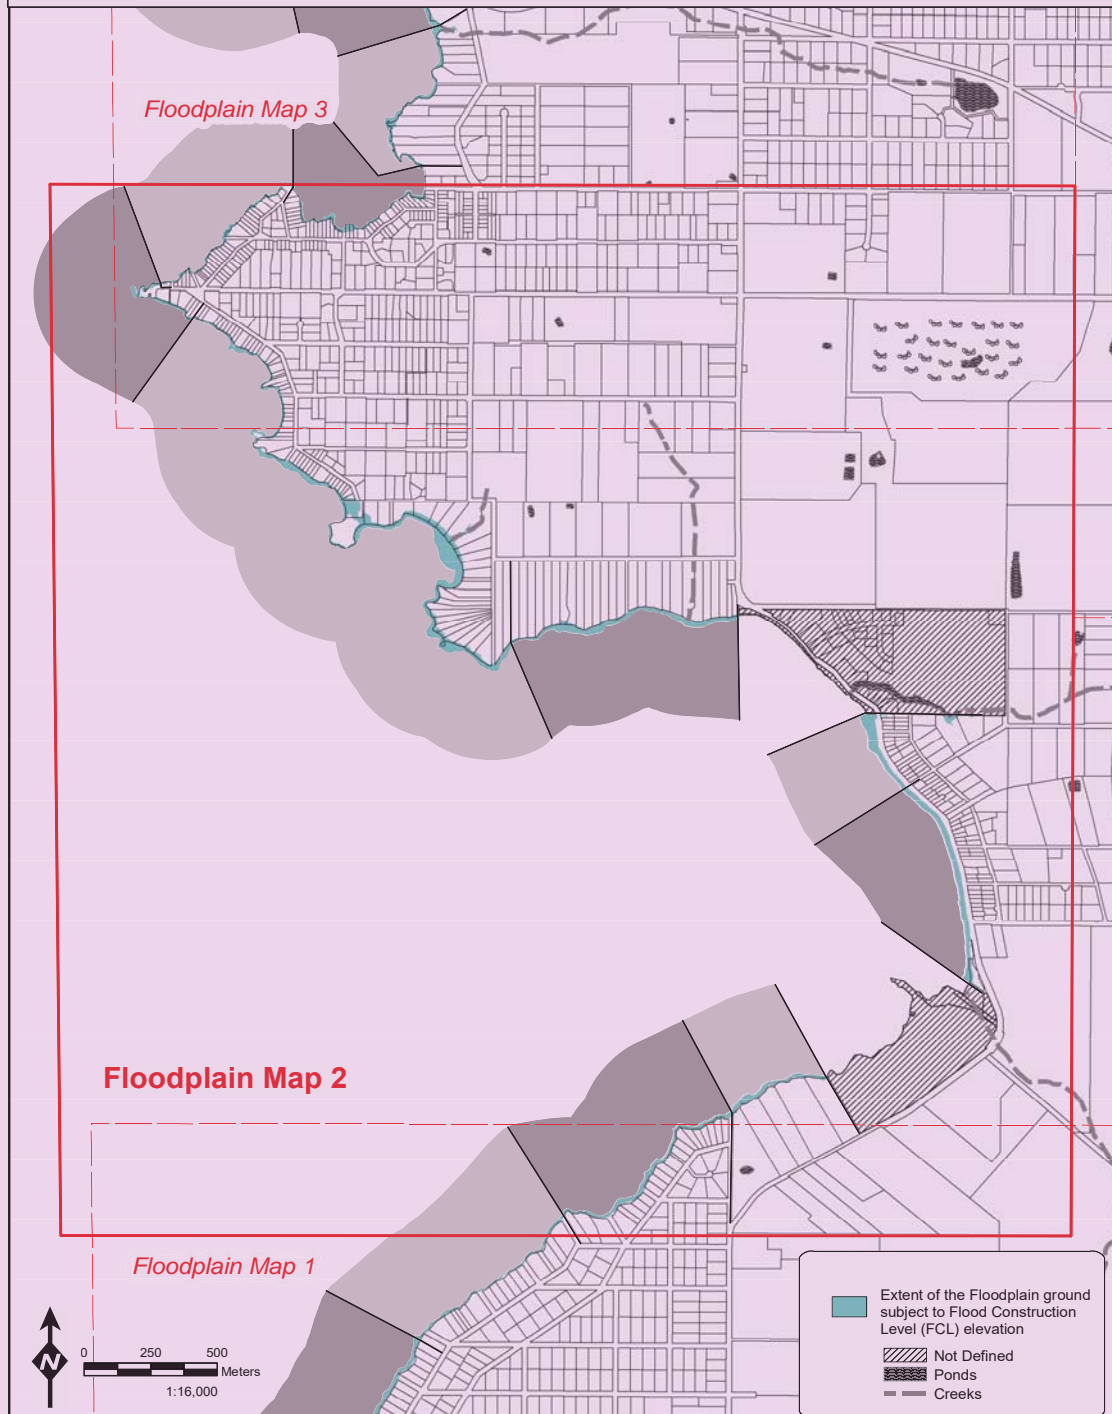 Floodplain Map 3
Floodplain Map 2
Floodplain Map 1
N
0 250 500
Meters
1:16,000
Extent of the Floodplain ground
subject to Flood Construction
Level (FCL) elevation
Not Defined
Ponds
Creeks